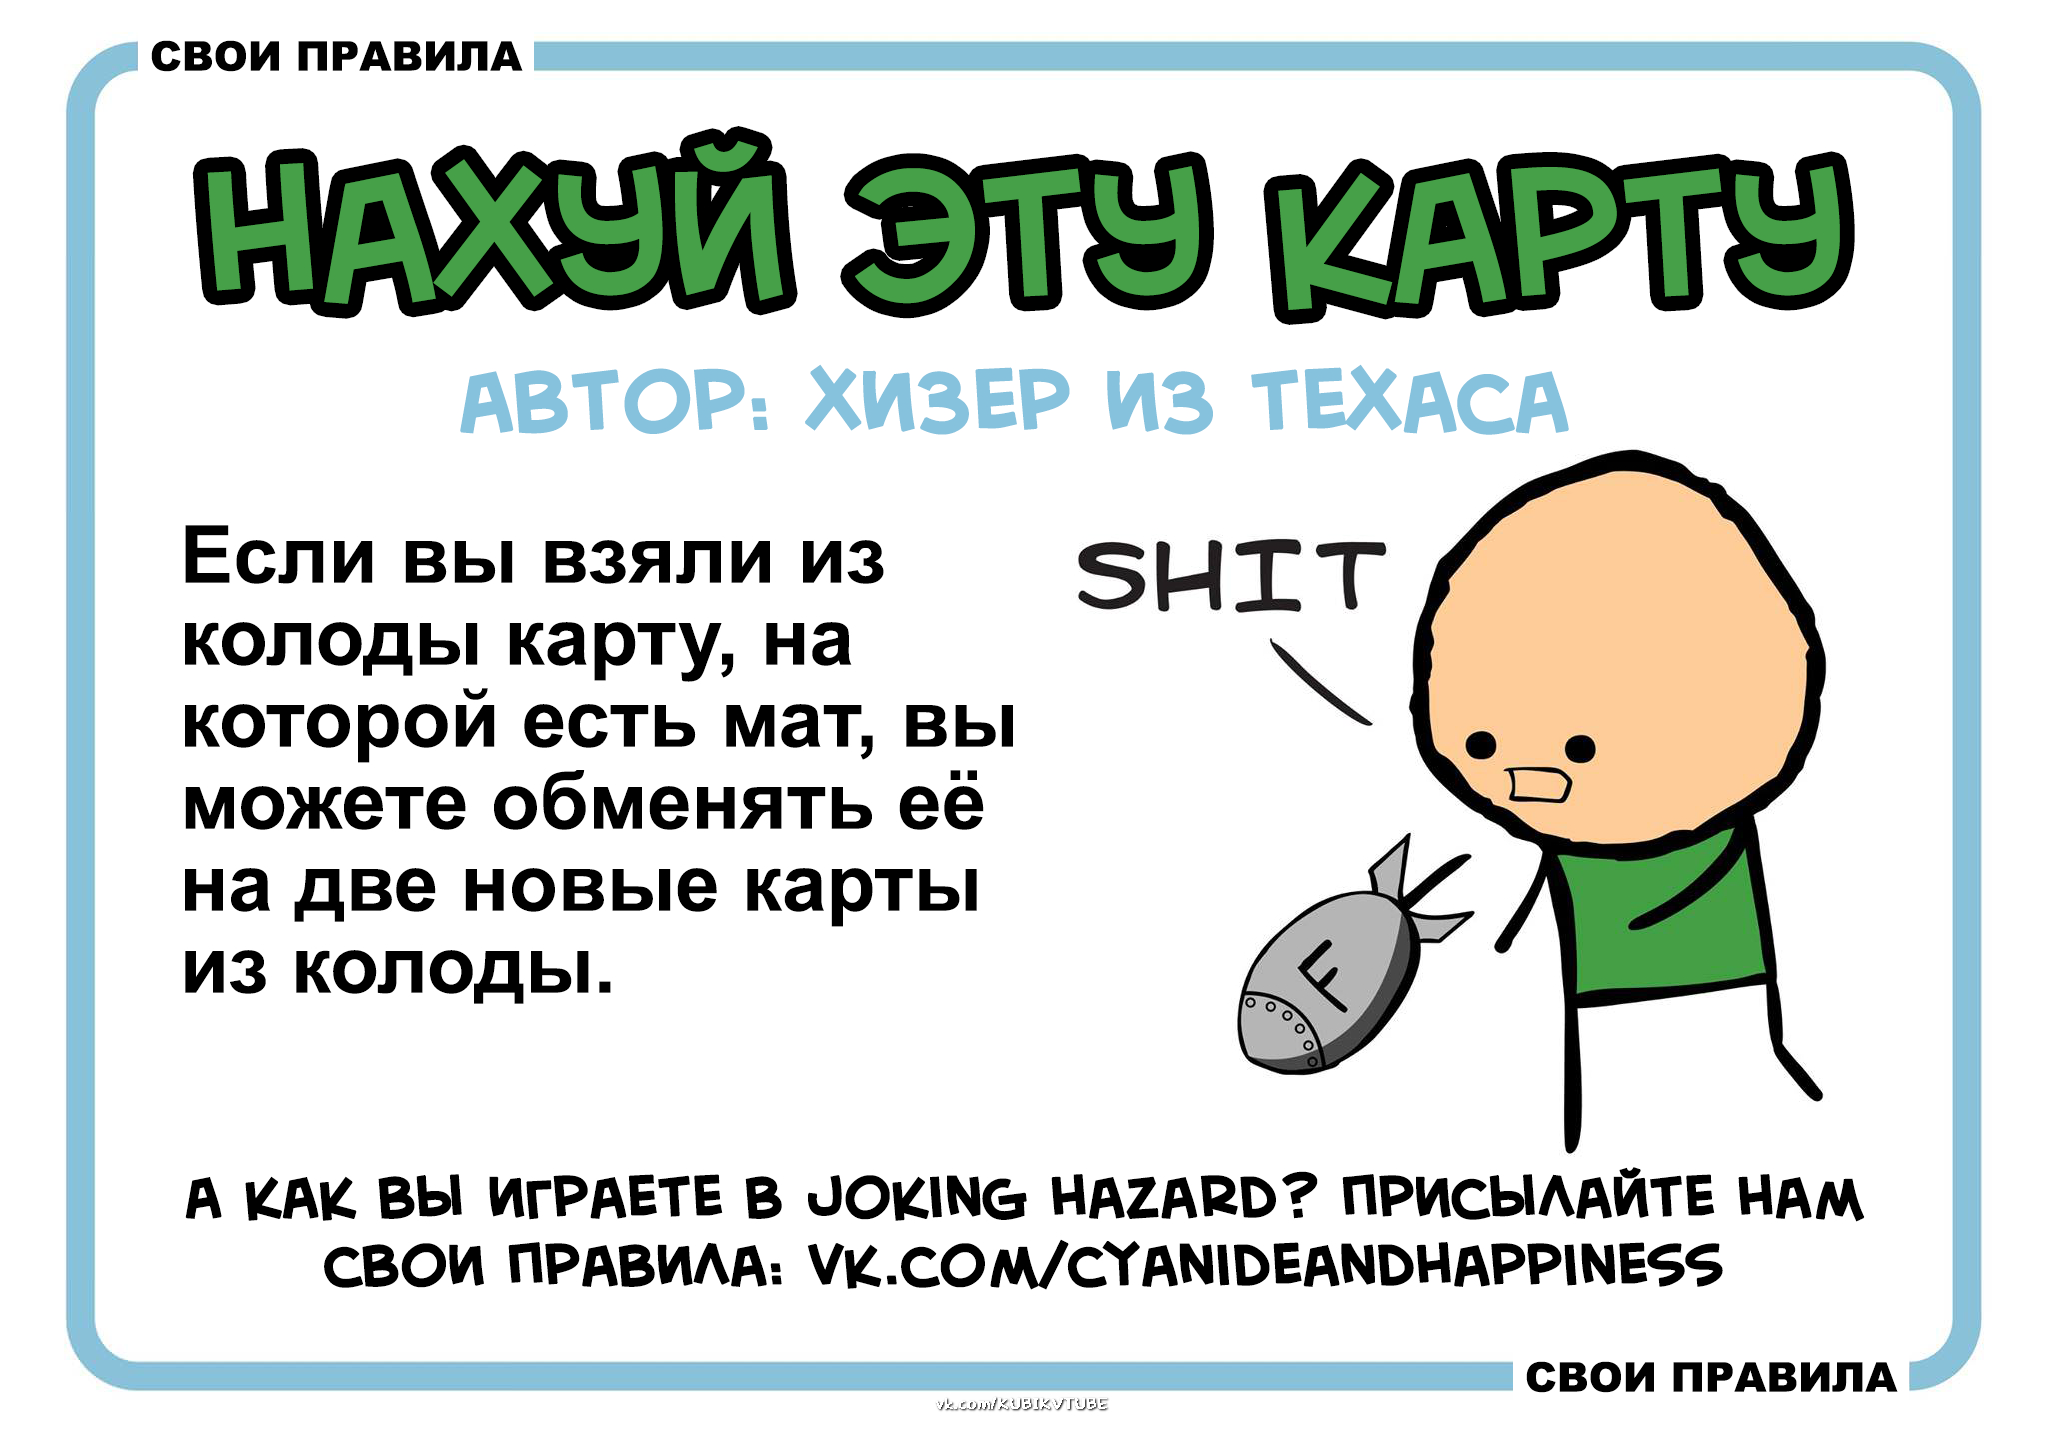 СВОИ ПРАВИЛА
НАХУЙ ЭТУ КАРТУ
АВТОР: ХИЗЕР ИЗ ТЕХАСА
Если вы взяли из
колоды карту, на
которой есть мат, вы
можете обменять её
на две новые карты
из колоды.
SHIT
F
А КАК ВЫ ИГРАЕТЕ В JOKING HAZARD? ПРИСЫЛАЙТЕ НАМ
СВОИ ПРАВИЛА: VK.COM/CYANIDEANDHAPPINESS
СВОИ ПРАВИЛА
vk.com/KUBIKVTUBE